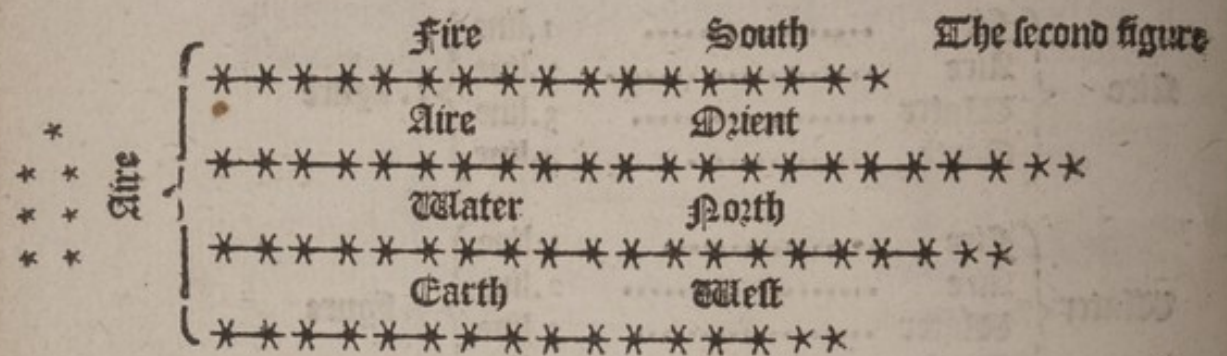 Fire South The ſecond figure
Aire Orient
Aire
Water North
Earth Weſt